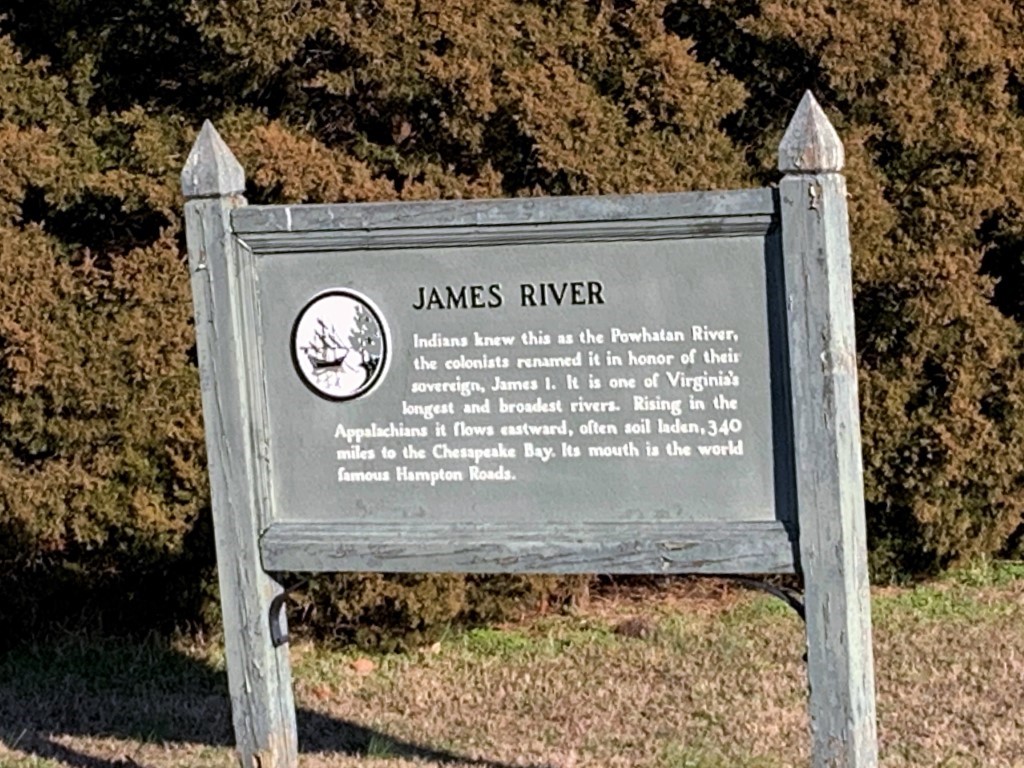 JAMES RIVER
Indians knew this as the Powhatan River,
the colonists renamed it in honor of their
sovereign, James I. It is one of Virginia's
longest and broadest rivers. Rising in the
Appalachians it flows eastward, often soil laden, 340
miles to the Chesapeake Bay. Its mouth is the world
famous Hampton Roads.